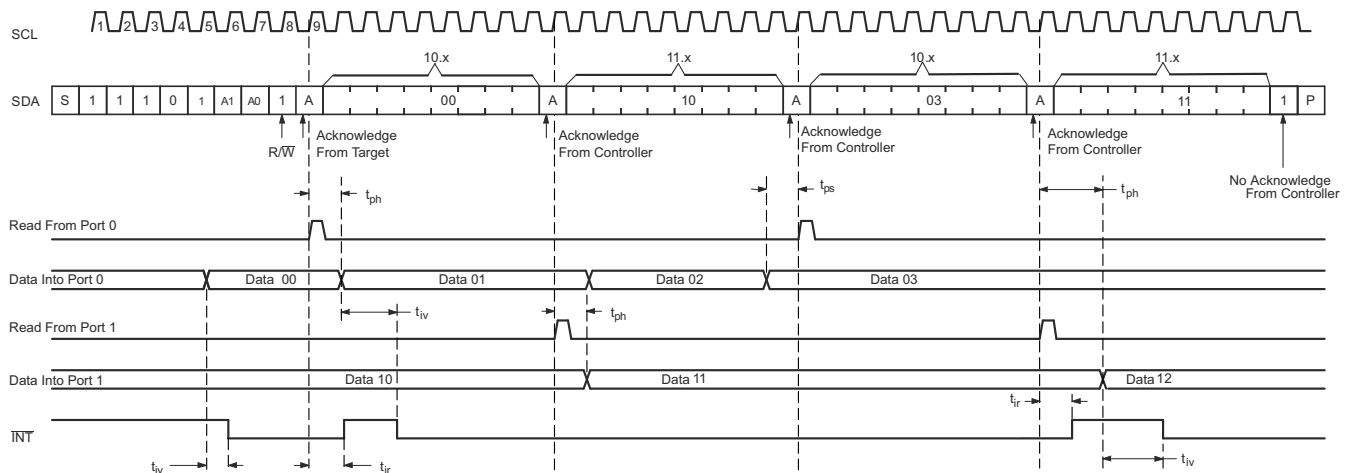 SCL
1 2 3 4 5 6 7 8 9
10.x 11.x 10.x 11.x
SDA S 1 1 1 0 1 A1 A0 1 A 00 A 10 A 03 A 11 1 P
R/W̅
Acknowledge
From Target
Acknowledge
From Controller
Acknowledge
From Controller
Acknowledge
From Controller
No Acknowledge
From Controller
tph
tps
tph
Read From Port 0
Data Into Port 0 Data 00 Data 01 Data 02 Data 03
tiv
tph
Read From Port 1
Data Into Port 1 Data 10 Data 11 Data 12
tir
I̅N̅T̅
tiv
tir
tiv